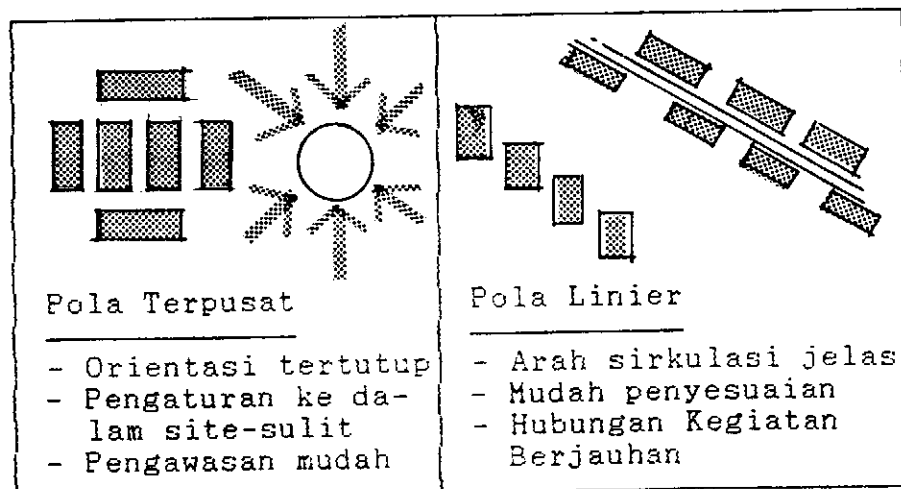 Pola Terpusat
- Orientasi tertutup
- Pengaturan ke da-
lam site-sulit
- Pengawasan mudah
Pola Linier
- Arah sirkulasi jelas
- Mudah penyesuaian
- Hubungan Kegiatan
Berjauhan